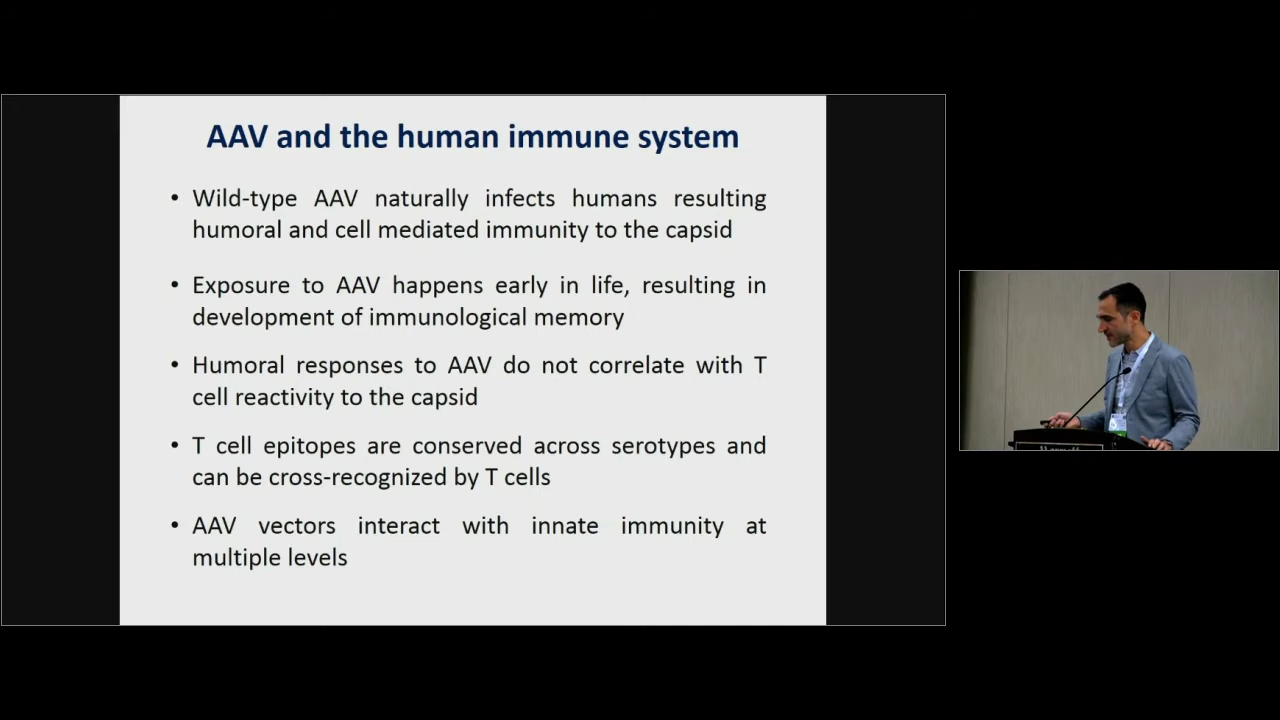 AAV and the human immune system
• Wild-type AAV naturally infects humans resulting
humoral and cell mediated immunity to the capsid
• Exposure to AAV happens early in life, resulting in
development of immunological memory
• Humoral responses to AAV do not correlate with T
cell reactivity to the capsid
• T cell epitopes are conserved across serotypes and
can be cross-recognized by T cells
• AAV vectors interact with innate immunity at
multiple levels